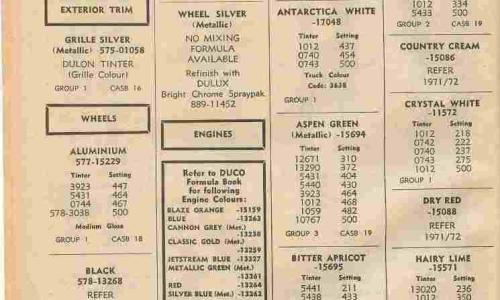 EXTERIOR TRIM
GRILLE SILVER
(Metallic) 575-01058
DULON TINTER
(Grille Colour)
GROUP 1 CASB 16
WHEELS
ALUMINIUM
577-15229
Tinter Setting
3923 447
5431 464
0744 467
578-3038 500
Medium Gloss
GROUP 1 CASB 18
BLACK
578-13268
REFER
WHEEL SILVER
(Metallic)
NO MIXING
FORMULA
AVAILABLE
Refinish with
DULUX
Bright Chrome Spraypak
889-11452
ENGINES
Refer to DUCO
Formula Book
for following
Engine Colours:
BLAZE ORANGE -15159
BLUE -13263
CANNON GREY (Met.)
-13258
CLASSIC GOLD (Met.)
-13259
JETSTREAM BLUE -13327
METALLIC GREEN (Met.)
-13261
RED -13264
SILVER BLUE (Met.) -13262
ANTARCTICA WHITE
-17048
Tinter Setting
1012 437
0740 454
0743 500
Truck Colour
Code: 3638
GROUP 1
ASPEN GREEN
(Metallic) -15694
Tinter Setting
12671 310
13290 372
5431 404
5440 430
3923 464
1012 468
1059 482
10767 500
GROUP 3 CASB 19
BITTER APRICOT
-15695
5441 211
5438 433
1012 334
5433 500
GROUP 2 CASB 19
COUNTRY CREAM
-15086
REFER
1971/72
CRYSTAL WHITE
-11572
Tinter Setting
1012 218
0742 222
0740 237
0743 275
1012 500
GROUP 1
DRY RED
-15088
REFER
1971/72
HAIRY LIME
-15571
Tinter Setting
13020 236
1012 350